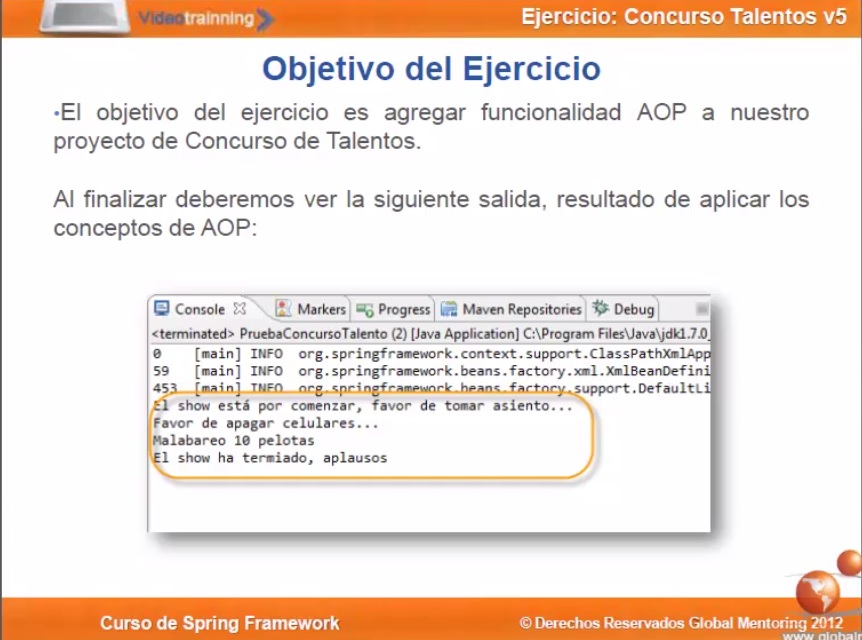 Videotrainning
Ejercicio: Concurso Talentos v5
Objetivo del Ejercicio
•El objetivo del ejercicio es agregar funcionalidad AOP a nuestro
proyecto de Concurso de Talentos.
Al finalizar deberemos ver la siguiente salida, resultado de aplicar los
conceptos de AOP:
Console Markers Progress Maven Repositories Debug
<terminated> PruebaConcursoTalento (2) [Java Application] C:\Program Files\Java\jdk1.7.0_
0 [main] INFO org.springframework.context.support.ClassPathXmlApp
59 [main] INFO org.springframework.beans.factory.xml.XmlBeanDefini
453 [main] INFO org.springframework.beans.factory.support.DefaultLi
El show está por comenzar, favor de tomar asiento...
Favor de apagar celulares...
Malabareo 10 pelotas
El show ha termiado, aplausos
Curso de Spring Framework
© Derechos Reservados Global Mentoring 2012